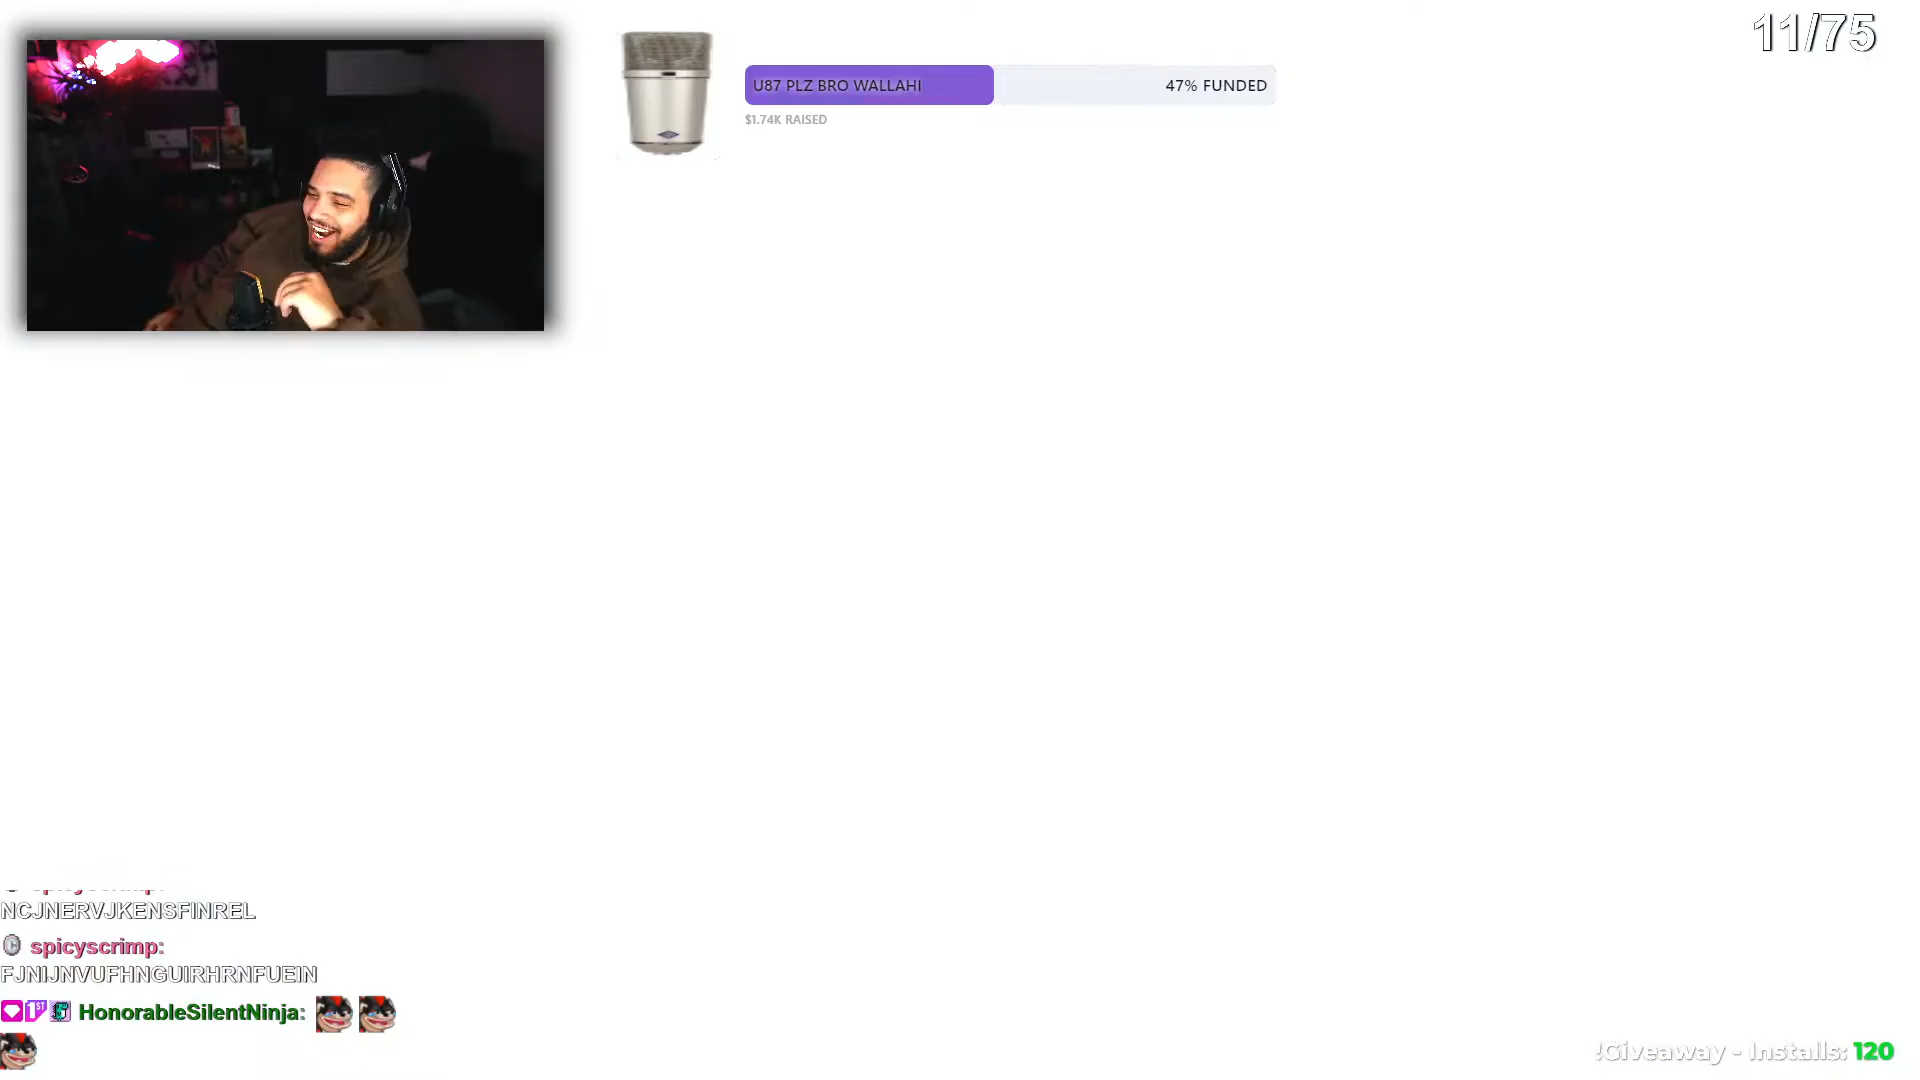 11/75
U87 PLZ BRO WALLAHI
47% FUNDED
$1.74K RAISED
NCJNERVJKENSFINREL
spicyscrimp:
FJNIJNVUFHNGUIRHRNFUEIN
HonorableSilentNinja:
!Giveaway - Installs: 120